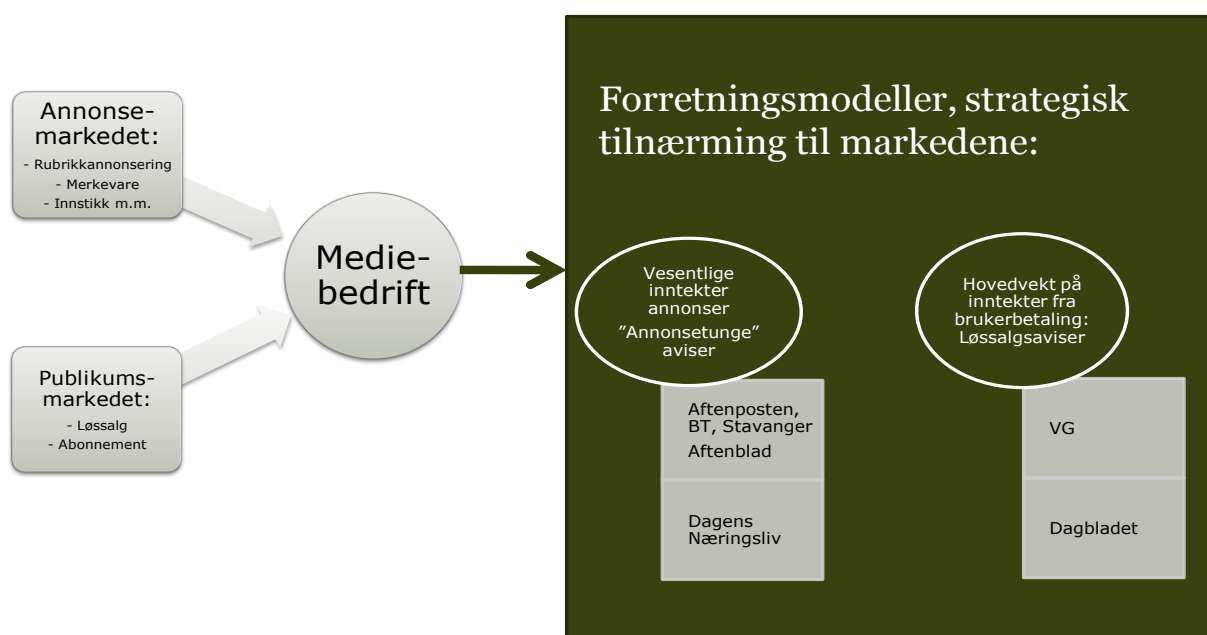 Annonse-
markedet:
- Rubrikkannonsering
- Merkevare
- Innstikk m.m.
Publikums-
markedet:
- Løssalg
- Abonnement
Medie-
bedrift
Forretningsmodeller, strategisk
tilnærming til markedene:
Vesentlige
inntekter
annonser
”Annonsetunge”
aviser
Aftenposten,
BT, Stavanger
Aftenblad
Dagens
Næringsliv
Hovedvekt på
inntekter fra
brukerbetaling:
Løssalgsaviser
VG
Dagbladet